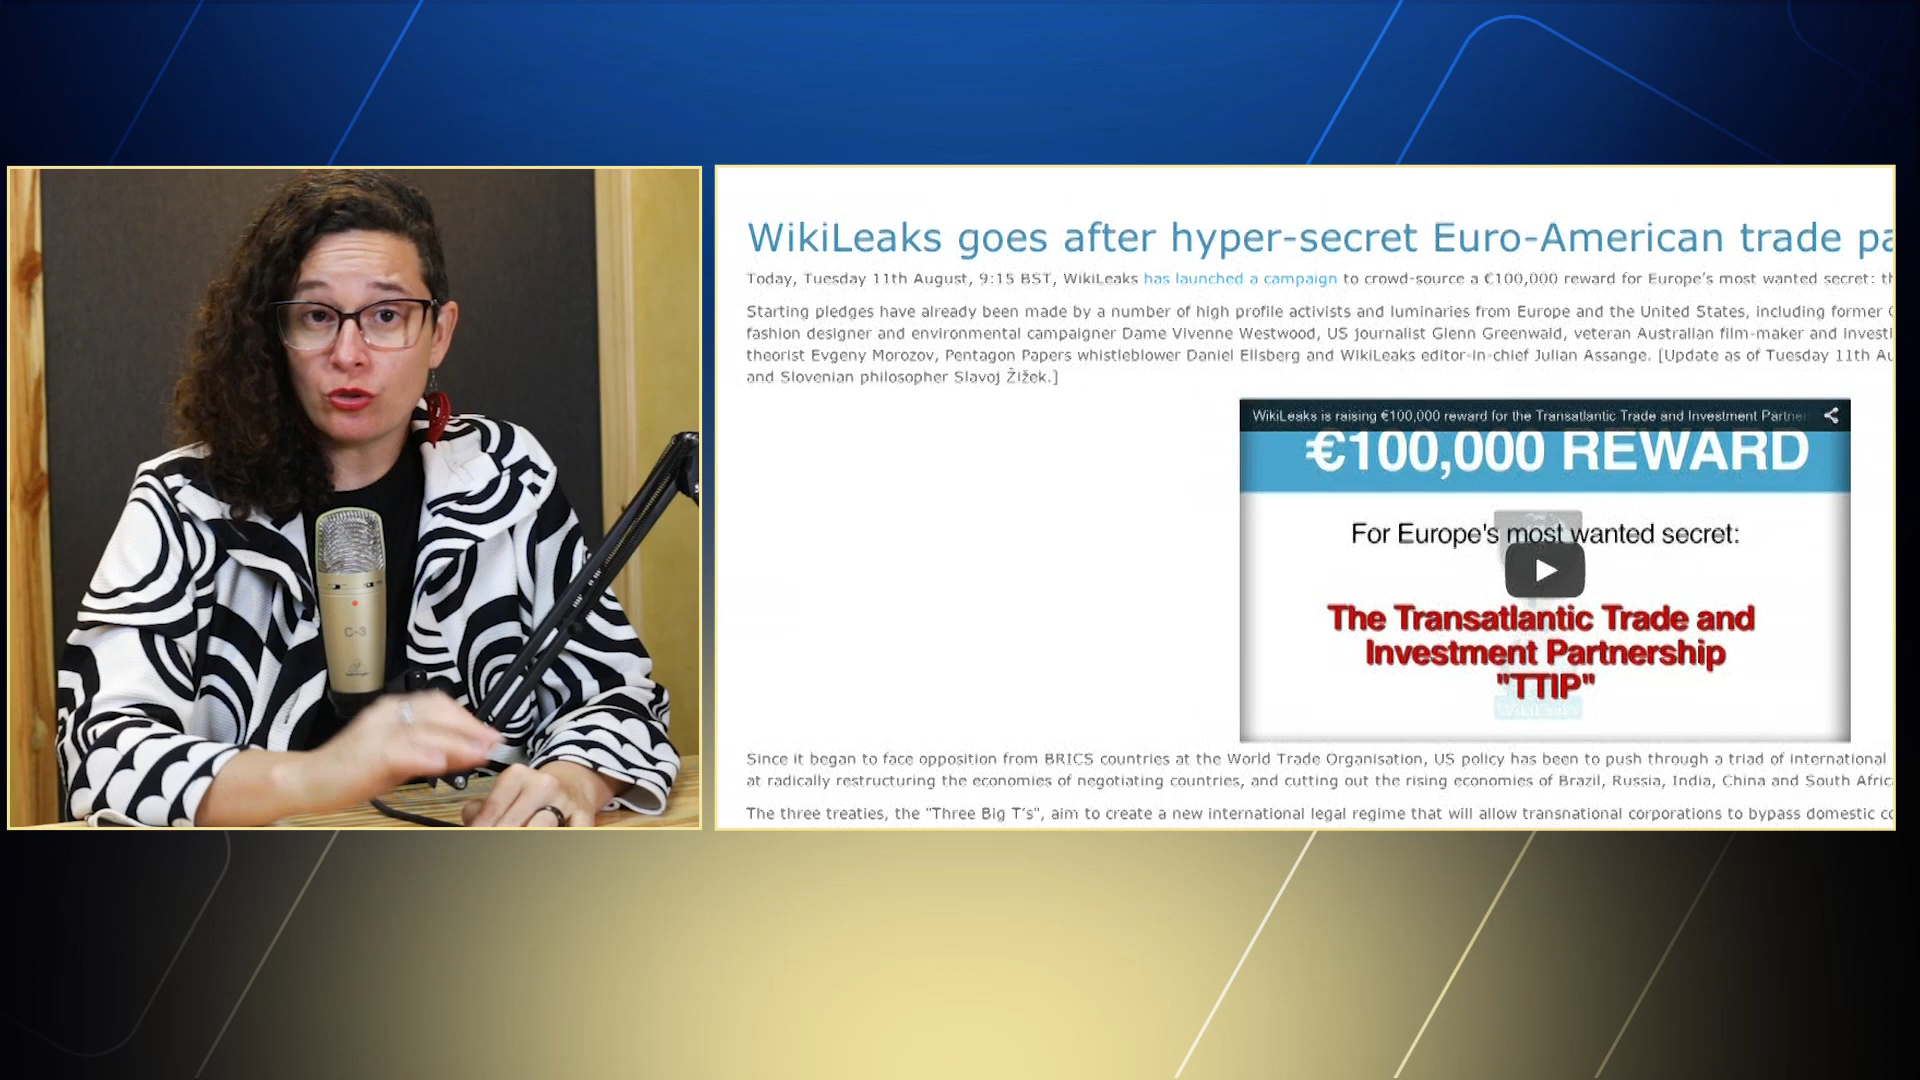 WikiLeaks goes after hyper-secret Euro-American trade pa
Today, Tuesday 11th August, 9:15 BST, WikiLeaks has launched a campaign to crowd-source a €100,000 reward for Europe’s most wanted secret: th
Starting pledges have already been made by a number of high profile activists and luminaries from Europe and the United States, including former G
fashion designer and environmental campaigner Dame Vivenne Westwood, US journalist Glenn Greenwald, veteran Australian film-maker and investi
theorist Evgeny Morozov, Pentagon Papers whistleblower Daniel Ellsberg and WikiLeaks editor-in-chief Julian Assange. [Update as of Tuesday 11th Au
and Slovenian philosopher Slavoj Žižek.]
WikiLeaks is raising €100,000 reward for the Transatlantic Trade and Investment Partner
€100,000 REWARD
For Europe's most wanted secret:
The Transatlantic Trade and
Investment Partnership
"TTIP"
WikiLeaks
Since it began to face opposition from BRICS countries at the World Trade Organisation, US policy has been to push through a triad of international
at radically restructuring the economies of negotiating countries, and cutting out the rising economies of Brazil, Russia, India, China and South Afric
The three treaties, the "Three Big T’s", aim to create a new international legal regime that will allow transnational corporations to bypass domestic co
C-3